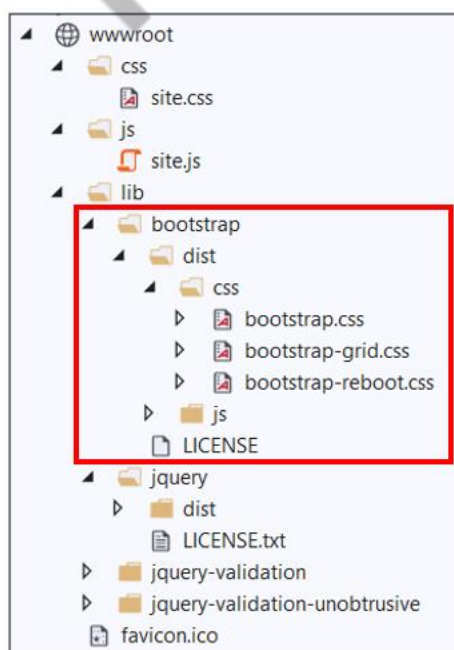 wwwroot
css
site.css
js
site.js
lib
bootstrap
dist
css
bootstrap.css
bootstrap-grid.css
bootstrap-reboot.css
js
LICENSE
jquery
dist
LICENSE.txt
jquery-validation
jquery-validation-unobtrusive
favicon.ico